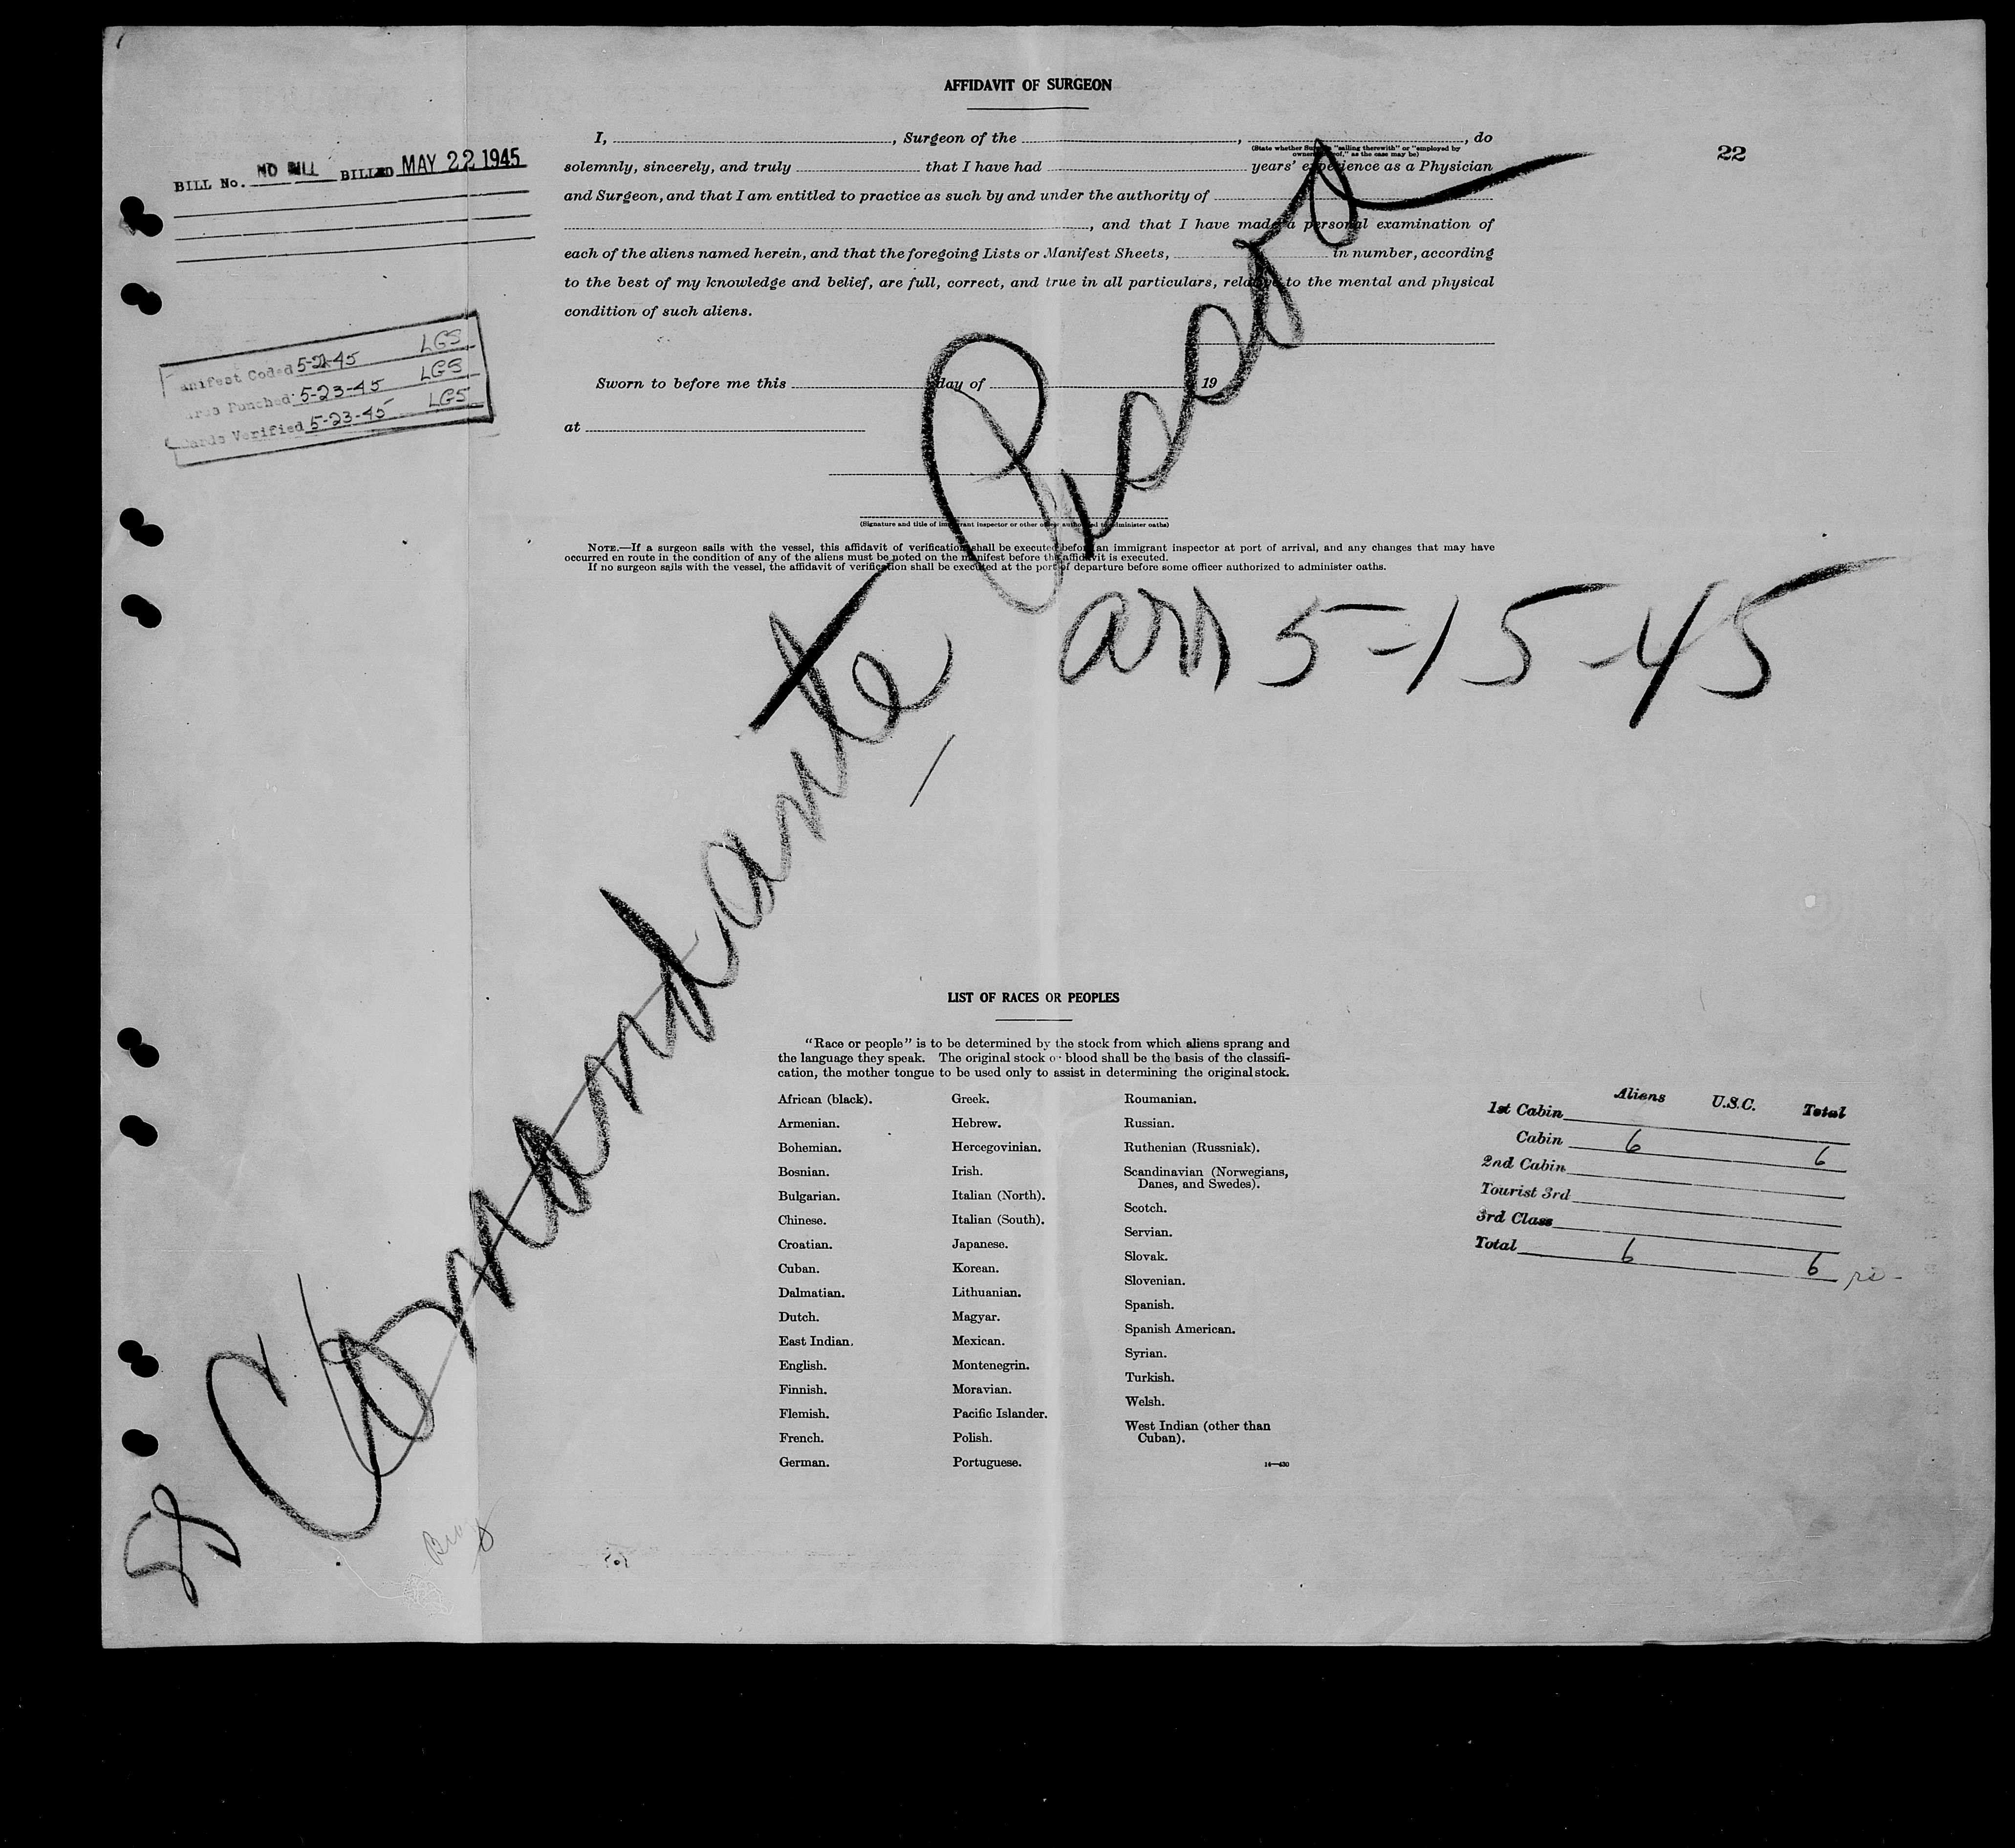 AFFIDAVIT OF SURGEON
I, , Surgeon of the , , do
(State whether Surgeon "sailing therewith" or "employed by
owners thereof," as the case may be)
solemnly, sincerely, and truly that I have had years' experience as a Physician
and Surgeon, and that I am entitled to practice as such by and under the authority of
, and that I have made a personal examination of
each of the aliens named herein, and that the foregoing Lists or Manifest Sheets, in number, according
to the best of my knowledge and belief, are full, correct, and true in all particulars, relative to the mental and physical
condition of such aliens.
Sworn to before me this day of , 19
at
(Signature and title of immigrant inspector or other officer authorized to administer oaths)
NOTE.—If a surgeon sails with the vessel, this affidavit of verification shall be executed before an immigrant inspector at port of arrival, and any changes that may have
occurred en route in the condition of any of the aliens must be noted on the manifest before the affidavit is executed.
If no surgeon sails with the vessel, the affidavit of verification shall be executed at the port of departure before some officer authorized to administer oaths.
22
BILL No. NO BILL BILLED MAY 22 1945
Manifest Coded 5-22-45 LGS
Punched 5-23-45 LGS
Cards Verified 5-23-45 LGS
SS Comandante Pessoa
arr 5-15-45
LIST OF RACES OR PEOPLES
"Race or people" is to be determined by the stock from which aliens sprang and
the language they speak. The original stock or blood shall be the basis of the classifi-
cation, the mother tongue to be used only to assist in determining the original stock.
African (black).
Armenian.
Bohemian.
Bosnian.
Bulgarian.
Chinese.
Croatian.
Cuban.
Dalmatian.
Dutch.
East Indian.
English.
Finnish.
Flemish.
French.
German.
Greek.
Hebrew.
Hercegovinian.
Irish.
Italian (North).
Italian (South).
Japanese.
Korean.
Lithuanian.
Magyar.
Mexican.
Montenegrin.
Moravian.
Pacific Islander.
Polish.
Portuguese.
Roumanian.
Russian.
Ruthenian (Russniak).
Scandinavian (Norwegians,
Danes, and Swedes).
Scotch.
Servian.
Slovak.
Slovenian.
Spanish.
Spanish American.
Syrian.
Turkish.
Welsh.
West Indian (other than
Cuban).
14—430
Aliens U.S.C. Total
1st Cabin
Cabin 6 6
2nd Cabin
Tourist 3rd
3rd Class
Total 6 6